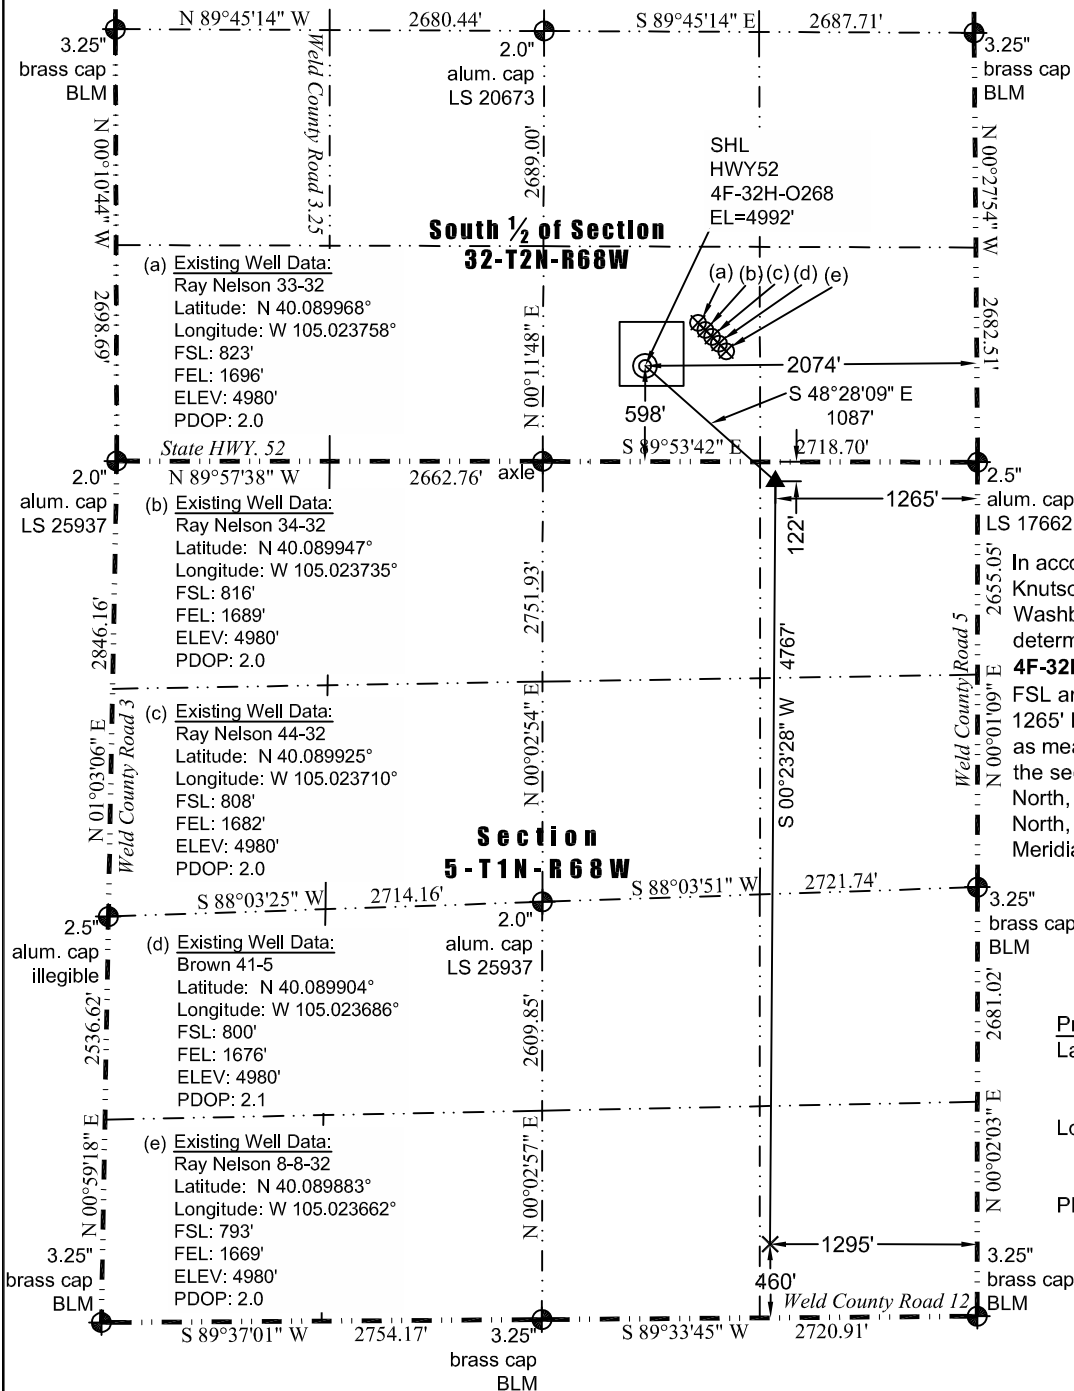 N 89°45'14" W
2680.44'
S 89°45'14" E
2687.71'
3.25"
brass cap
BLM
Weld County Road 3.25
2.0"
alum. cap
LS 20673
3.25"
brass cap
BLM
N 00°10'44" W
2698.69'
2689.00'
N 00°11'48" E
N 00°27'54" W
2682.51'
SHL
HWY52
4F-32H-O268
EL=4992'
South ½ of Section
32-T2N-R68W
(a) (b) (c) (d) (e)
(a) Existing Well Data:
Ray Nelson 33-32
Latitude: N 40.089968°
Longitude: W 105.023758°
FSL: 823'
FEL: 1696'
ELEV: 4980'
PDOP: 2.0
2074'
S 48°28'09" E
1087'
598'
State HWY. 52
N 89°57'38" W
2662.76'
axle
S 89°53'42" E
2718.70'
2.0"
alum. cap
LS 25937
2.5"
alum. cap
LS 17662
1265'
122'
(b) Existing Well Data:
Ray Nelson 34-32
Latitude: N 40.089947°
Longitude: W 105.023735°
FSL: 816'
FEL: 1689'
ELEV: 4980'
PDOP: 2.0
2846.16'
N 01°03'06" E
Weld County Road 3
2751.93'
N 00°02'54" E
4767'
S 00°23'28" W
2655.05'
Weld County Road 5
N 00°01'09" E
In acco
Knutso
Washb
determ
4F-32H
FSL an
1265'
as mea
the sec
North,
North,
Meridia
(c) Existing Well Data:
Ray Nelson 44-32
Latitude: N 40.089925°
Longitude: W 105.023710°
FSL: 808'
FEL: 1682'
ELEV: 4980'
PDOP: 2.0
Section
5-T1N-R68W
S 88°03'25" W
2714.16'
S 88°03'51" W
2721.74'
2.5"
alum. cap
illegible
2.0"
alum. cap
LS 25937
3.25"
brass cap
BLM
(d) Existing Well Data:
Brown 41-5
Latitude: N 40.089904°
Longitude: W 105.023686°
FSL: 800'
FEL: 1676'
ELEV: 4980'
PDOP: 2.1
2536.62'
N 00°59'18" E
2609.85'
N 00°02'57" E
2681.02'
N 00°02'03" E
La
Lo
(e) Existing Well Data:
Ray Nelson 8-8-32
Latitude: N 40.089883°
Longitude: W 105.023662°
FSL: 793'
FEL: 1669'
ELEV: 4980'
PDOP: 2.0
1295'
460'
3.25"
brass cap
BLM
3.25"
brass cap
BLM
Weld County Road 12
S 89°37'01" W
2754.17'
S 89°33'45" W
2720.91'
3.25"
brass cap
BLM